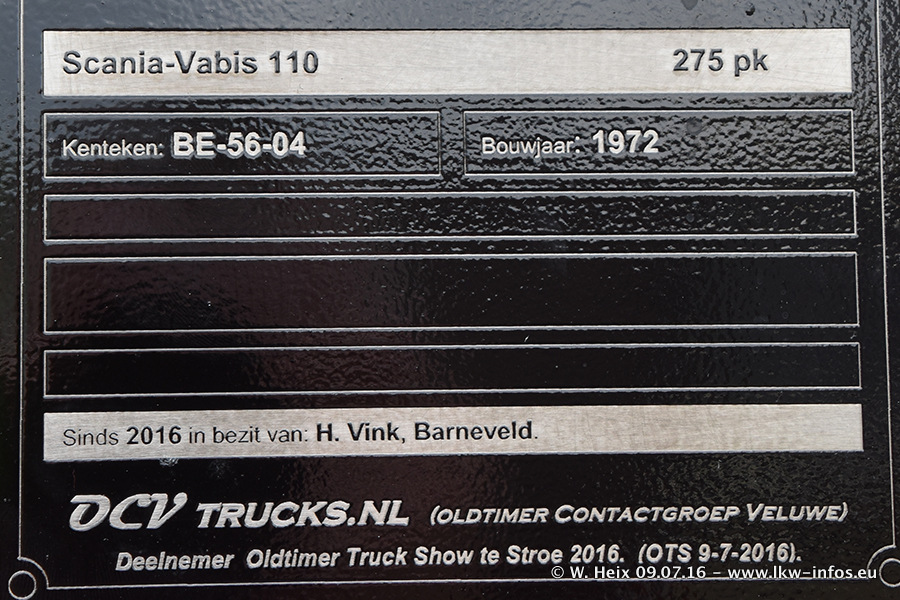 Scania-Vabis 110 275 pk
Kenteken: BE-56-04 Bouwjaar: 1972
Sinds 2016 in bezit van: H. Vink, Barneveld.
OCV TRUCKS.NL (OLDTIMER CONTACTGROEP VELUWE)
Deelnemer Oldtimer Truck Show te Stroe 2016. (OTS 9-7-2016).
© W. Heix 09.07.16 - www.lkw-infos.eu